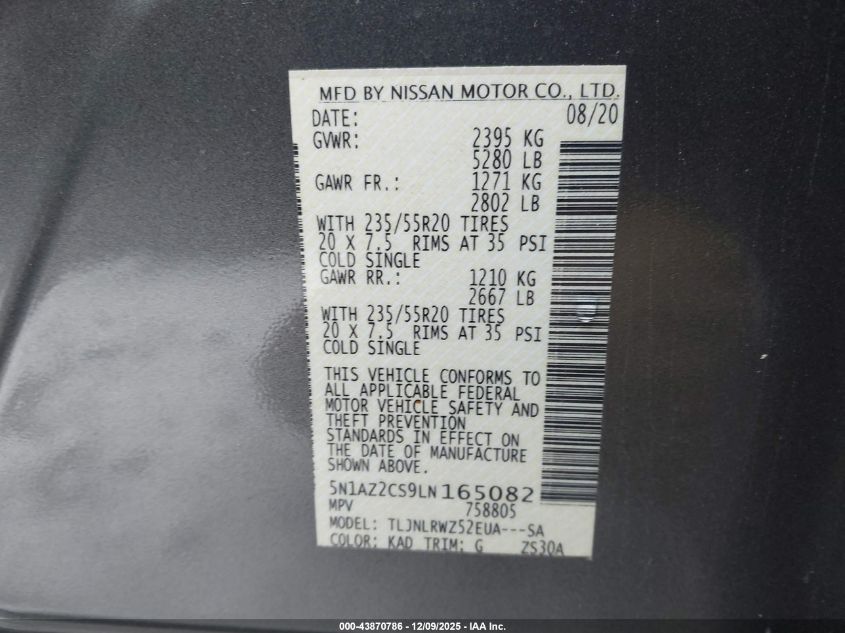 MFD BY NISSAN MOTOR CO., LTD.
DATE: 08/20
GVWR: 2395 KG
5280 LB
GAWR FR.: 1271 KG
2802 LB
WITH 235/55R20 TIRES
20 X 7.5 RIMS AT 35 PSI
COLD SINGLE
GAWR RR.: 1210 KG
2667 LB
WITH 235/55R20 TIRES
20 X 7.5 RIMS AT 35 PSI
COLD SINGLE
THIS VEHICLE CONFORMS TO
ALL APPLICABLE FEDERAL
MOTOR VEHICLE SAFETY AND
THEFT PREVENTION
STANDARDS IN EFFECT ON
THE DATE OF MANUFACTURE
SHOWN ABOVE.
5N1AZ2CS9LN165082
MPV 758805
MODEL: TLJNLRWZ52EUA---SA
COLOR: KAD TRIM: G ZS30A
000-43870786 | 12/09/2025 - IAA Inc.